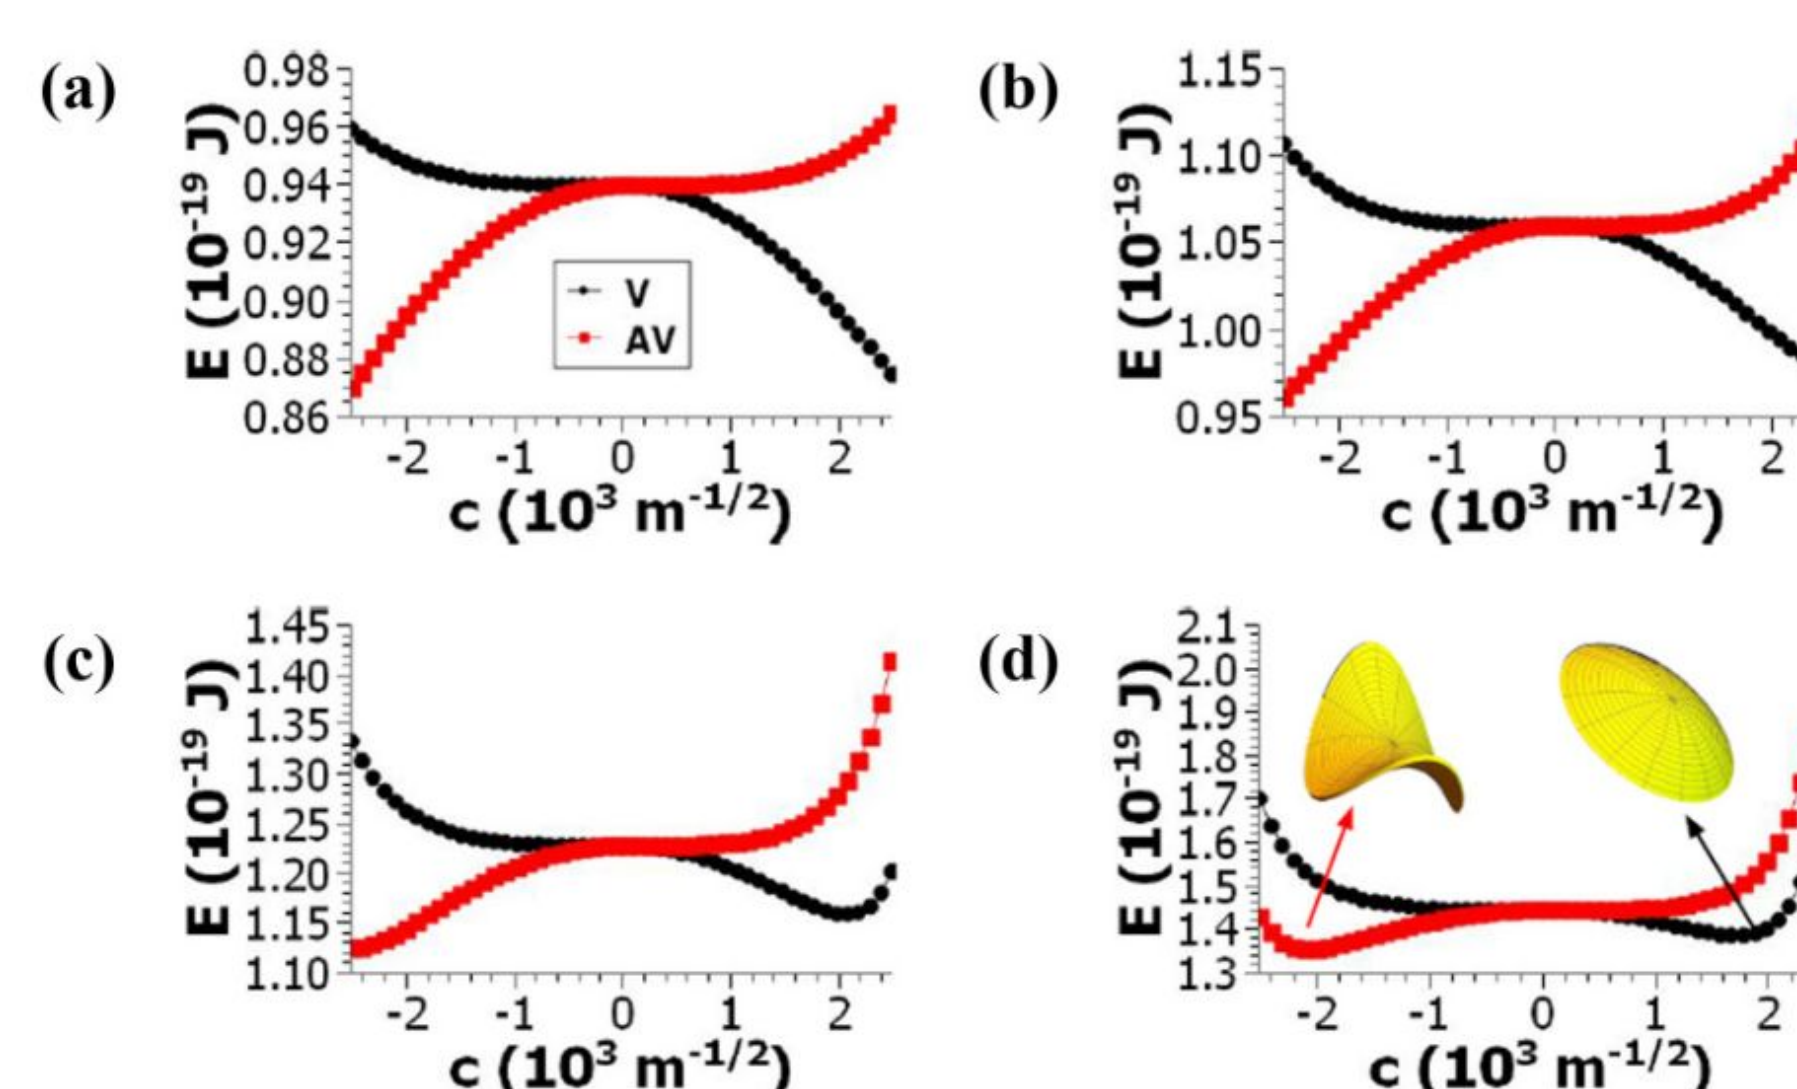 (a)
E (10⁻¹⁹ J)
0.98
0.96
0.94
0.92
0.90
0.88
0.86
-2 -1 0 1 2
c (10³ m⁻¹/²)
V
AV
(b)
E (10⁻¹⁹ J)
1.15
1.10
1.05
1.00
0.95
-2 -1 0 1 2
c (10³ m⁻¹/²)
(c)
E (10⁻¹⁹ J)
1.45
1.40
1.35
1.30
1.25
1.20
1.15
1.10
-2 -1 0 1 2
c (10³ m⁻¹/²)
(d)
E (10⁻¹⁹ J)
2.1
2.0
1.9
1.8
1.7
1.6
1.5
1.4
1.3
-2 -1 0 1 2
c (10³ m⁻¹/²)